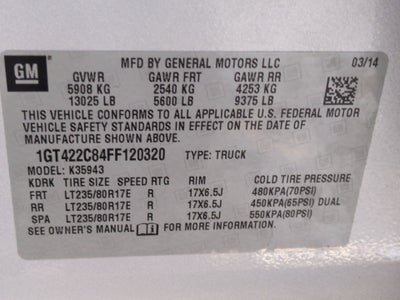 GM
MFD BY GENERAL MOTORS LLC 03/14
GVWR GAWR FRT GAWR RR
5908 KG 2540 KG 4253 KG
13025 LB 5600 LB 9375 LB
THIS VEHICLE CONFORMS TO ALL APPLICABLE U.S. FEDERAL MOTOR
VEHICLE SAFETY STANDARDS IN EFFECT ON THE DATE OF
MANUFACTURE SHOWN ABOVE.
1GT422C84FF120320 TYPE: TRUCK
MODEL: K35943
KDRK TIRE SIZE SPEED RTG RIM COLD TIRE PRESSURE
FRT LT235/80R17E R 17X6.5J 480KPA(70PSI)
RR LT235/80R17E R 17X6.5J 450KPA(65PSI) DUAL
SPA LT235/80R17E R 17X6.5J 550KPA(80PSI)
SEE OWNER'S MANUAL FOR MORE INFORMATION.